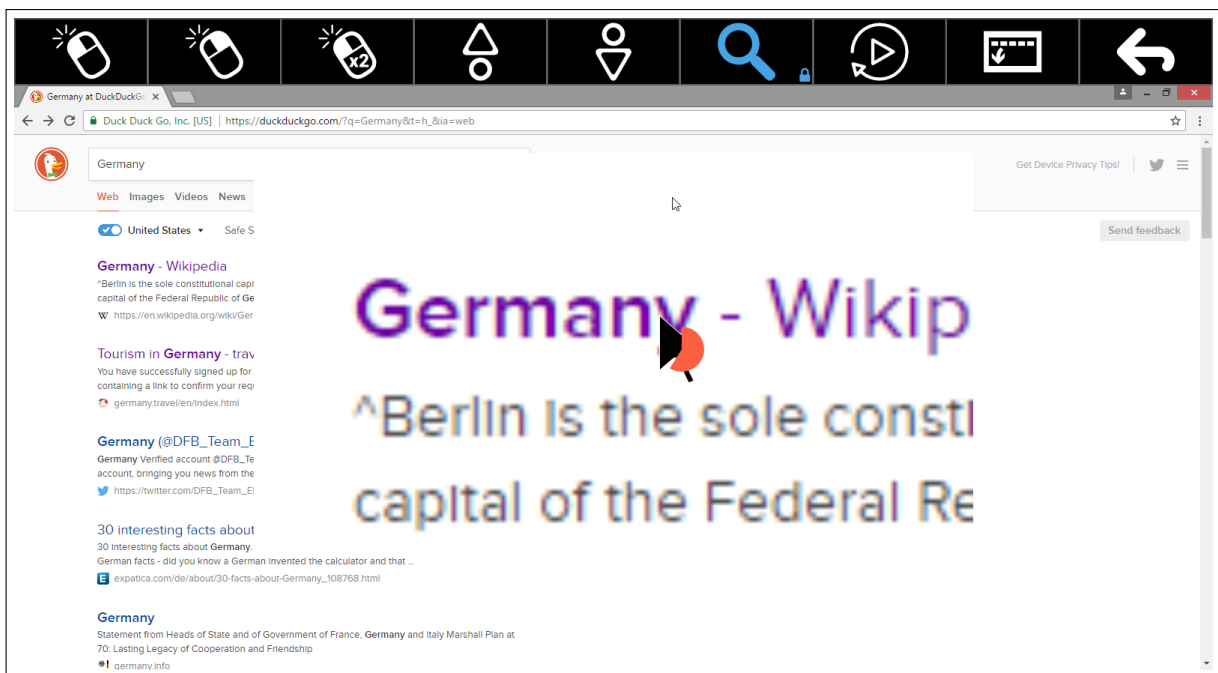 x2
Germany at DuckDuckGo
Duck Duck Go, Inc. [US] | https://duckduckgo.com/?q=Germany&t=h_&ia=web
Germany
Get Device Privacy Tips!
Web Images Videos News
United States Safe S
Send feedback
Germany - Wikipedia
^Berlin is the sole constitutional capi
capital of the Federal Republic of Ge
W https://en.wikipedia.org/wiki/Ger
Germany - Wikip
^Berlin is the sole consti
capital of the Federal Re
Tourism in Germany - trav
You have successfully signed up for
containing a link to confirm your requ
germany.travel/en/index.html
Germany (@DFB_Team_E
Germany Verified account @DFB_Te
account, bringing you news from the
https://twitter.com/DFB_Team_E
30 interesting facts about
30 interesting facts about Germany.
German facts - did you know a German invented the calculator and that ...
E expatica.com/de/about/30-facts-about-Germany_108768.html
Germany
Statement from Heads of State and of Government of France, Germany and Italy Marshall Plan at
70: Lasting Legacy of Cooperation and Friendship
germany.info